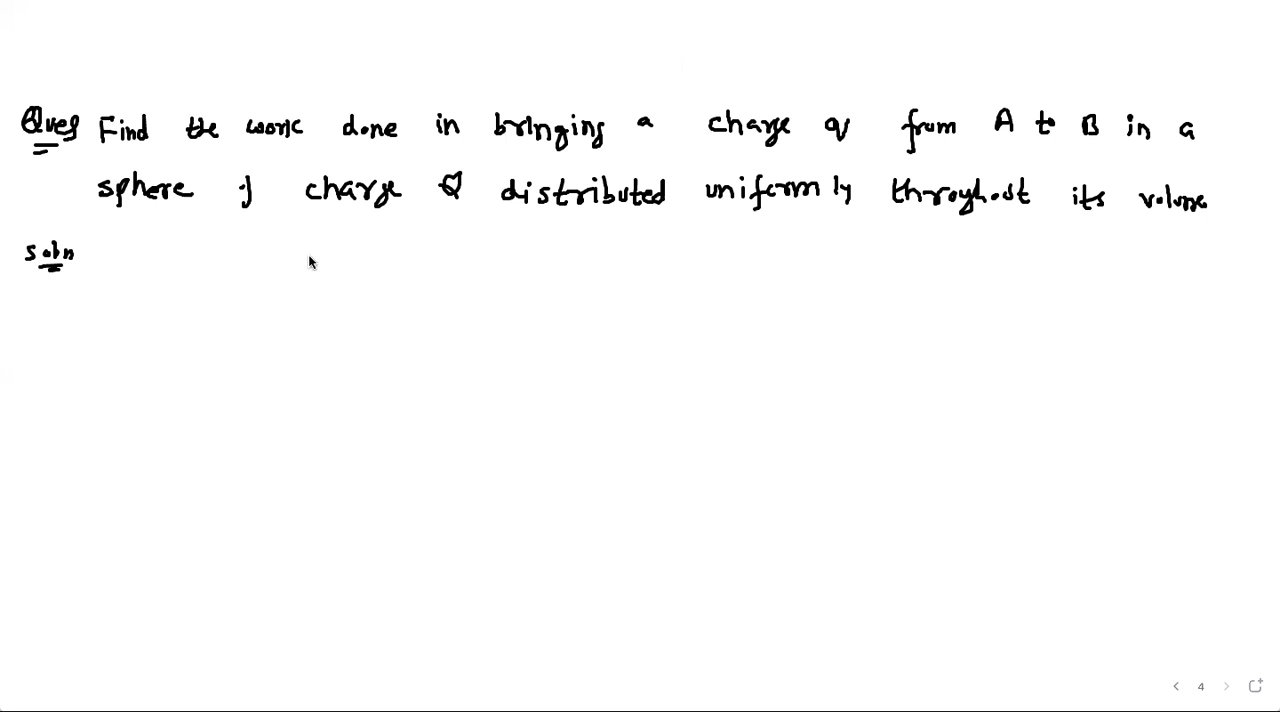 Ques Find the work done in bringing a charge q from A to B in a
sphere of charge Q distributed uniformly throughout its volume
Soln
4